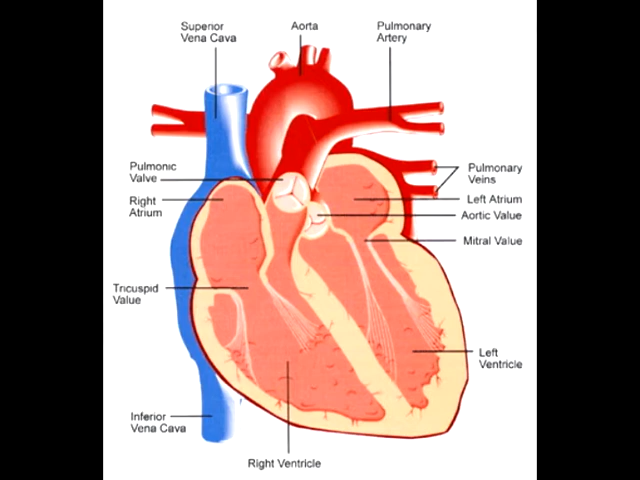 Superior
Vena Cava
Aorta
Pulmonary
Artery
Pulmonic
Valve
Right
Atrium
Pulmonary
Veins
Left Atrium
Aortic Value
Mitral Value
Tricuspid
Value
Left
Ventricle
Inferior
Vena Cava
Right Ventricle